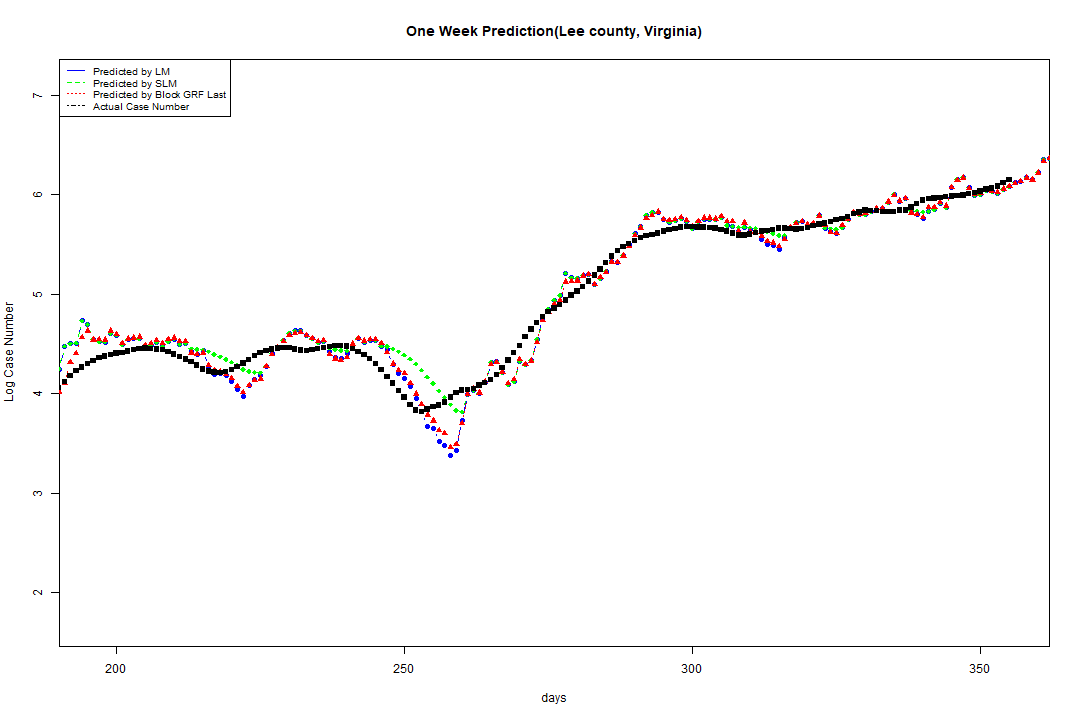 One Week Prediction(Lee county, Virginia)
Predicted by LM
Predicted by SLM
Predicted by Block GRF Last
Actual Case Number
7
6
5
4
3
2
Log Case Number
200 250 300 350
days